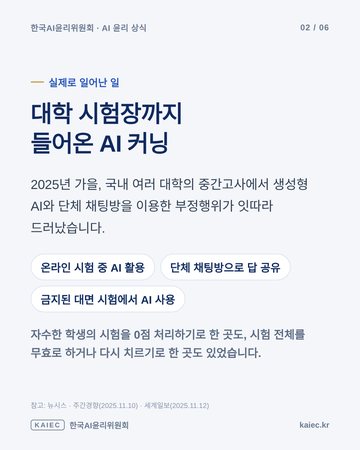 한국AI윤리위원회 · AI 윤리 상식
02 / 06
실제로 일어난 일
대학 시험장까지
들어온 AI 커닝
2025년 가을, 국내 여러 대학의 중간고사에서 생성형
AI와 단체 채팅방을 이용한 부정행위가 잇따라
드러났습니다.
온라인 시험 중 AI 활용
단체 채팅방으로 답 공유
금지된 대면 시험에서 AI 사용
자수한 학생의 시험을 0점 처리하기로 한 곳도, 시험 전체를
무효로 하거나 다시 치르기로 한 곳도 있었습니다.
참고: 뉴시스 · 주간경향(2025.11.10) · 세계일보(2025.11.12)
KAIEC 한국AI윤리위원회
kaiec.kr